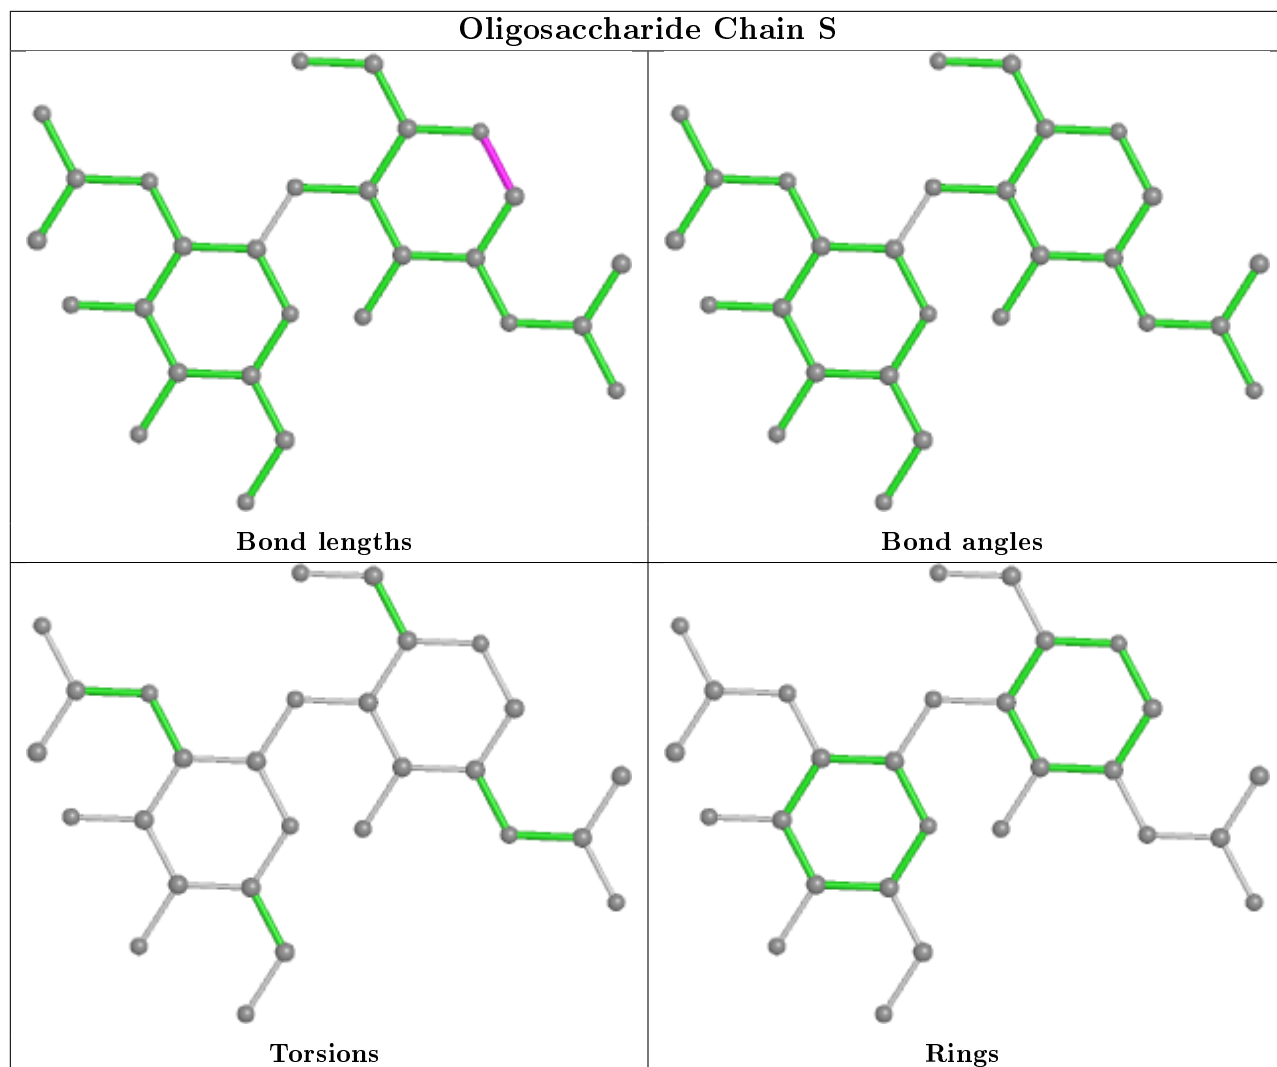 Oligosaccharide Chain S
Bond lengths
Bond angles
Torsions
Rings